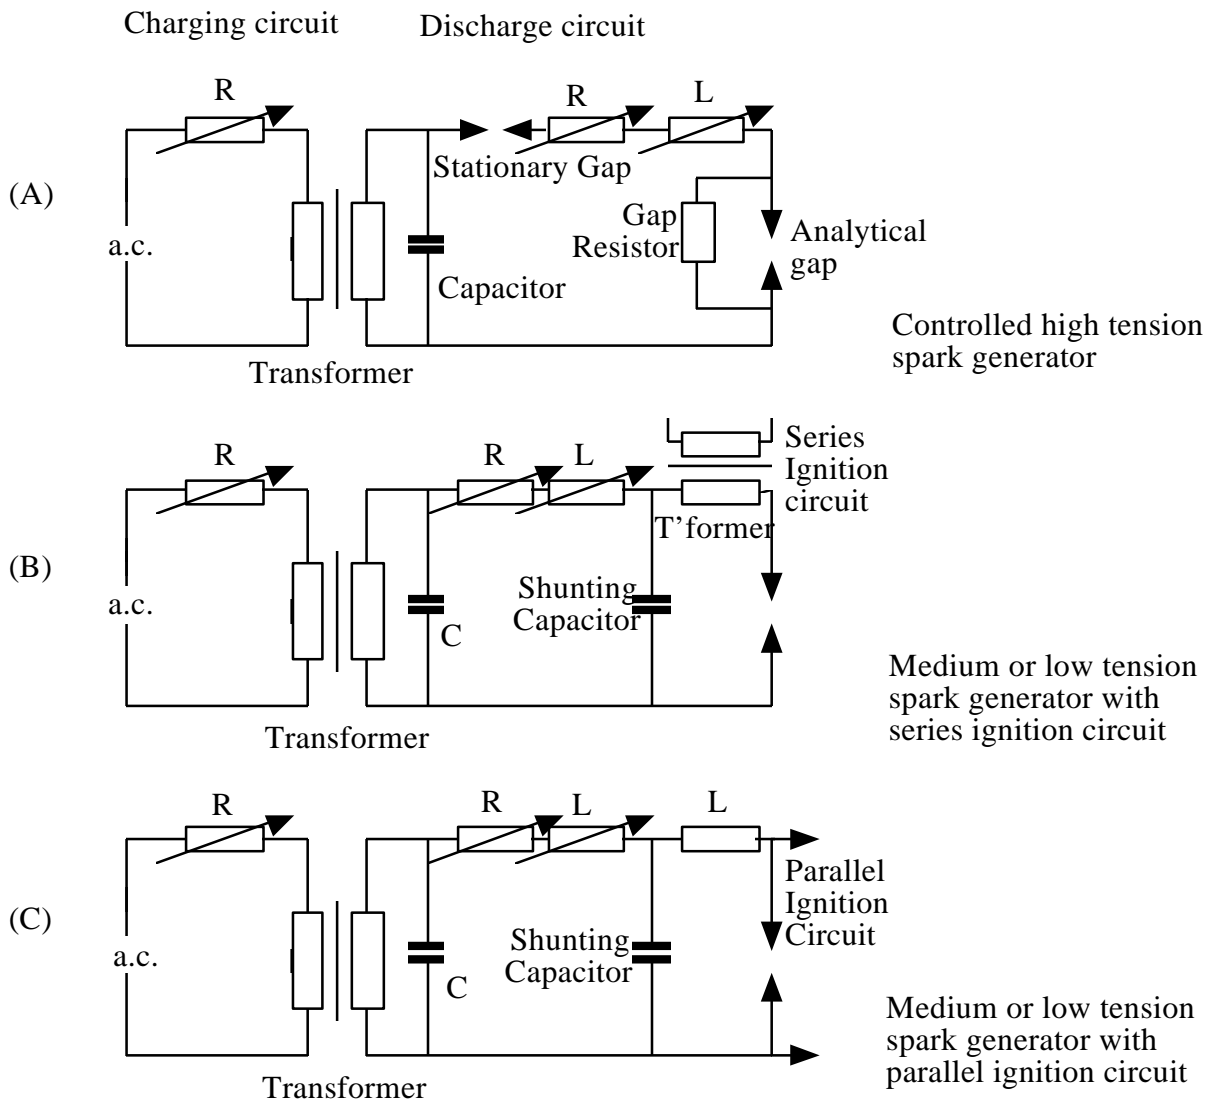 Charging circuit
Discharge circuit
(A)
R
R
L
Stationary Gap
a.c.
Gap
Resistor
Analytical
gap
Capacitor
Transformer
Controlled high tension
spark generator
(B)
R
R
L
Series
Ignition
circuit
T’former
a.c.
Shunting
Capacitor
C
Transformer
Medium or low tension
spark generator with
series ignition circuit
(C)
R
R
L
L
Parallel
Ignition
Circuit
a.c.
Shunting
Capacitor
C
Transformer
Medium or low tension
spark generator with
parallel ignition circuit